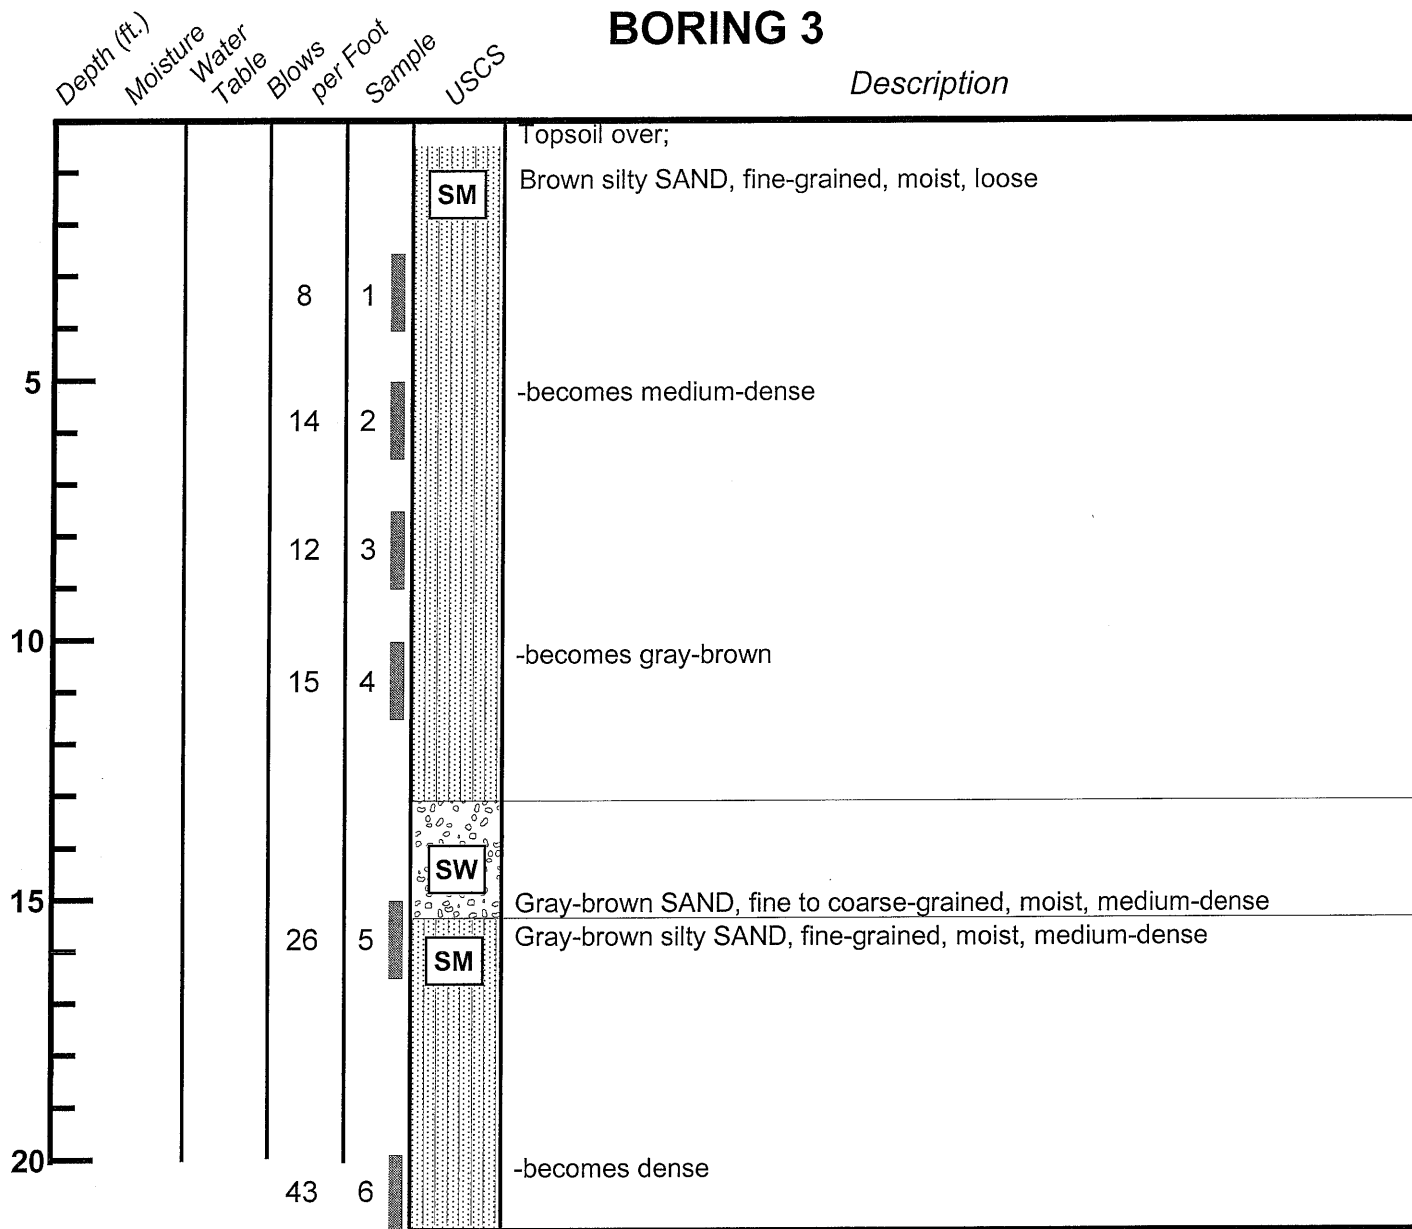 BORING 3
Depth (ft.)
Moisture
Water
Table
Blows
per Foot
Sample
USCS
Description
Topsoil over;
SM
Brown silty SAND, fine-grained, moist, loose
8 1
5
-becomes medium-dense
14 2
12 3
10
-becomes gray-brown
15 4
SW
15
Gray-brown SAND, fine to coarse-grained, moist, medium-dense
26 5
Gray-brown silty SAND, fine-grained, moist, medium-dense
SM
20
-becomes dense
43 6